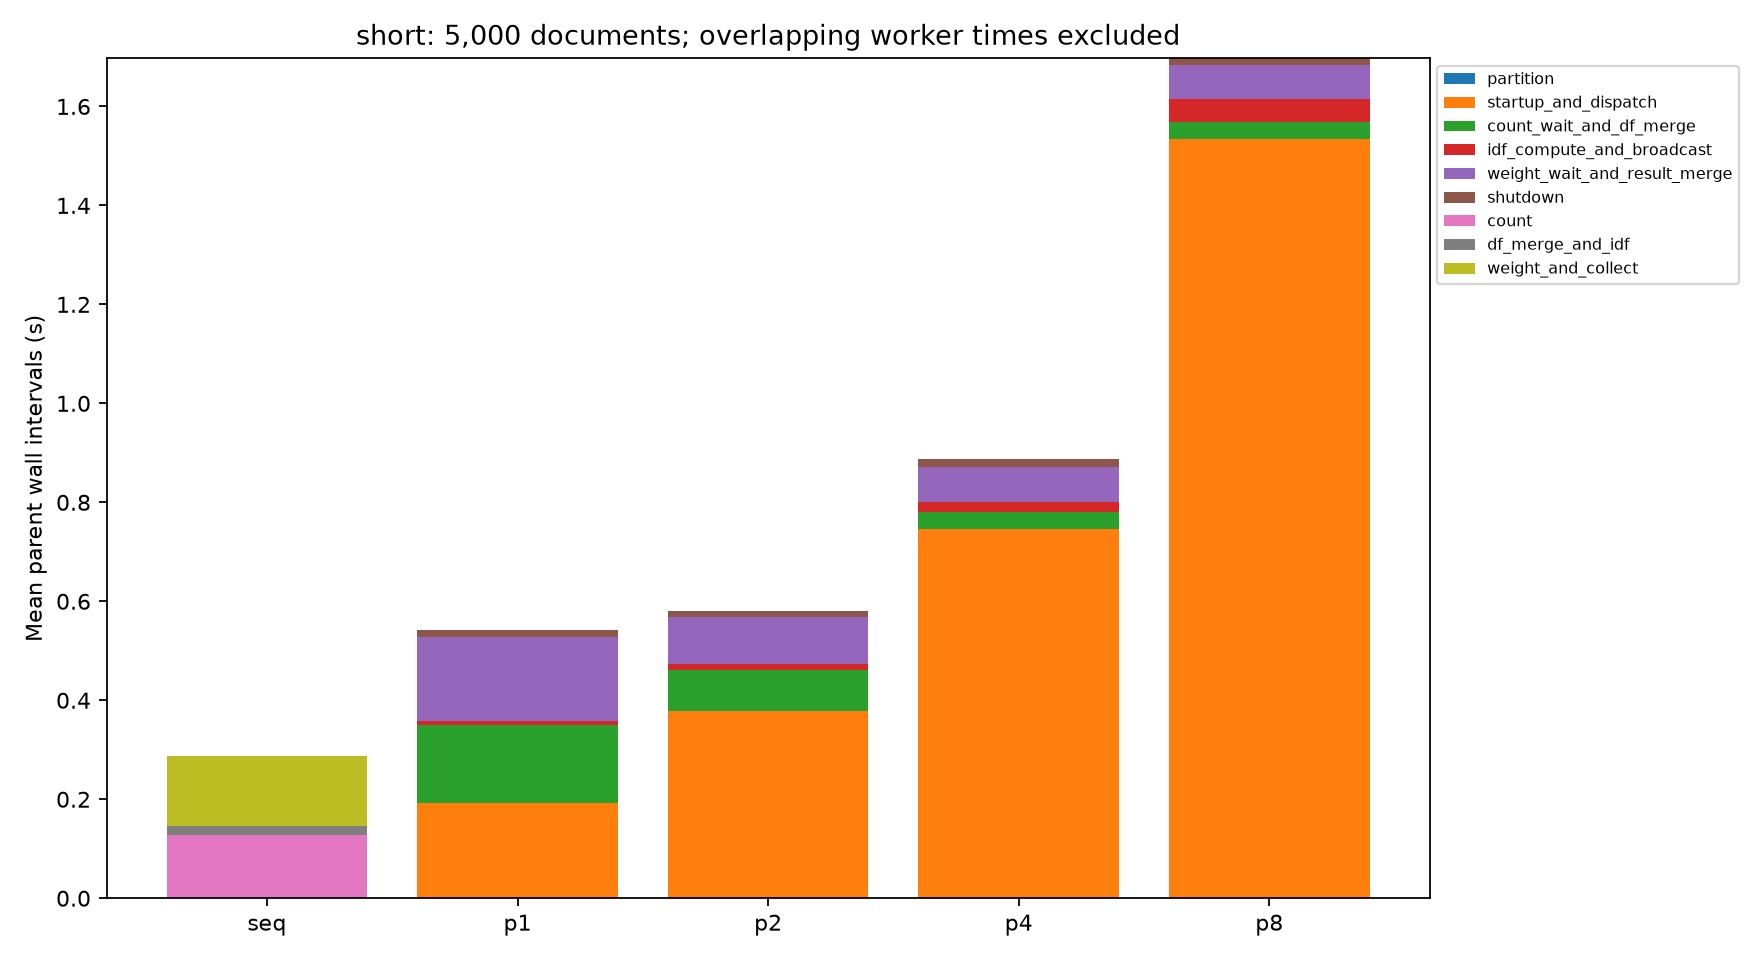 short: 5,000 documents; overlapping worker times excluded
Mean parent wall intervals (s)
1.6
1.4
1.2
1.0
0.8
0.6
0.4
0.2
0.0
seq
p1
p2
p4
p8
partition
startup_and_dispatch
count_wait_and_df_merge
idf_compute_and_broadcast
weight_wait_and_result_merge
shutdown
count
df_merge_and_idf
weight_and_collect